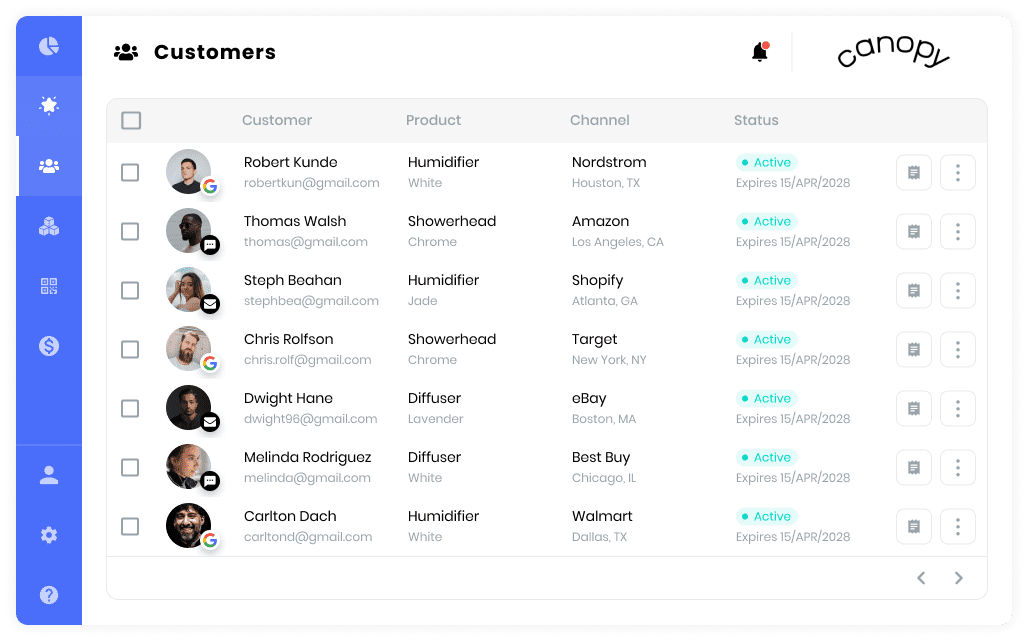 Customers
canopy
Customer Product Channel Status
Robert Kunde Humidifier Nordstrom Active
robertkun@gmail.com White Houston, TX Expires 15/APR/2028
Thomas Walsh Showerhead Amazon Active
thomas@gmail.com Chrome Los Angeles, CA Expires 15/APR/2028
Steph Beahan Humidifier Shopify Active
stephbea@gmail.com Jade Atlanta, GA Expires 15/APR/2028
Chris Rolfson Showerhead Target Active
chris.rolf@gmail.com Chrome New York, NY Expires 15/APR/2028
Dwight Hane Diffuser eBay Active
dwight96@gmail.com Lavender Boston, MA Expires 15/APR/2028
Melinda Rodriguez Diffuser Best Buy Active
melinda@gmail.com White Chicago, IL Expires 15/APR/2028
Carlton Dach Humidifier Walmart Active
carltond@gmail.com White Dallas, TX Expires 15/APR/2028